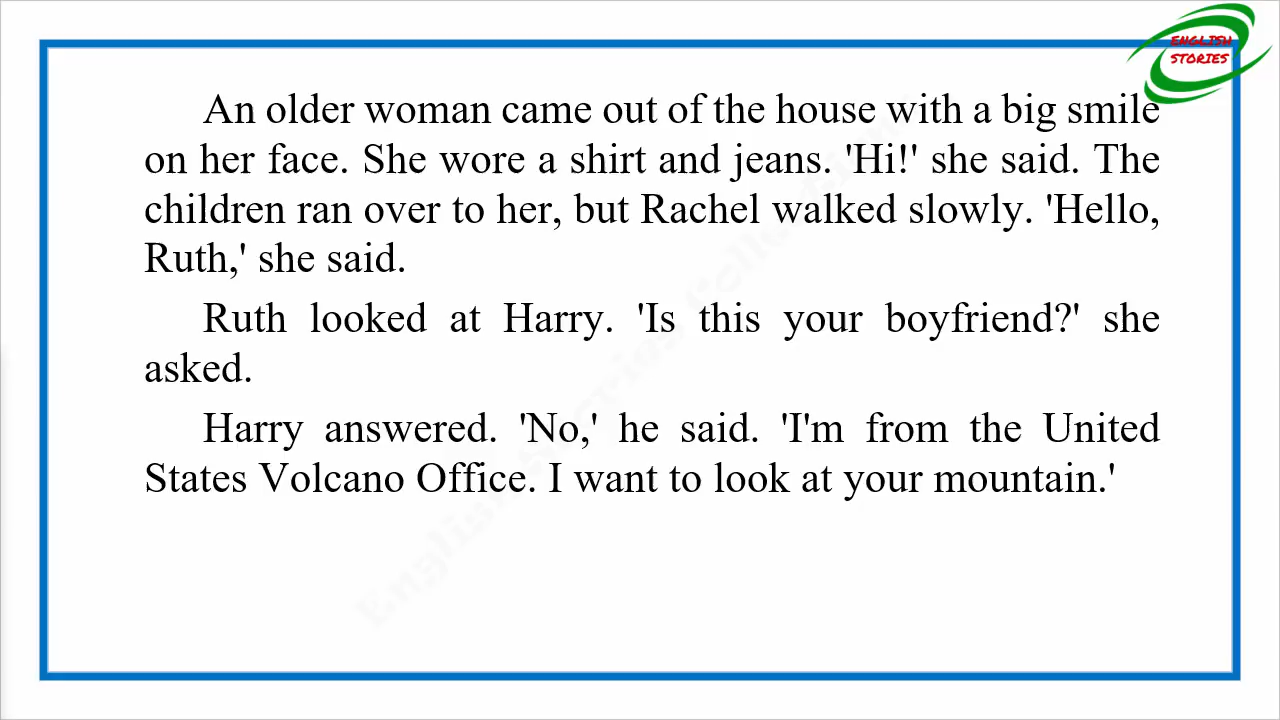 ENGLISH
STORIES
An older woman came out of the house with a big smile
on her face. She wore a shirt and jeans. 'Hi!' she said. The
children ran over to her, but Rachel walked slowly. 'Hello,
Ruth,' she said.
Ruth looked at Harry. 'Is this your boyfriend?' she
asked.
Harry answered. 'No,' he said. 'I'm from the United
States Volcano Office. I want to look at your mountain.'